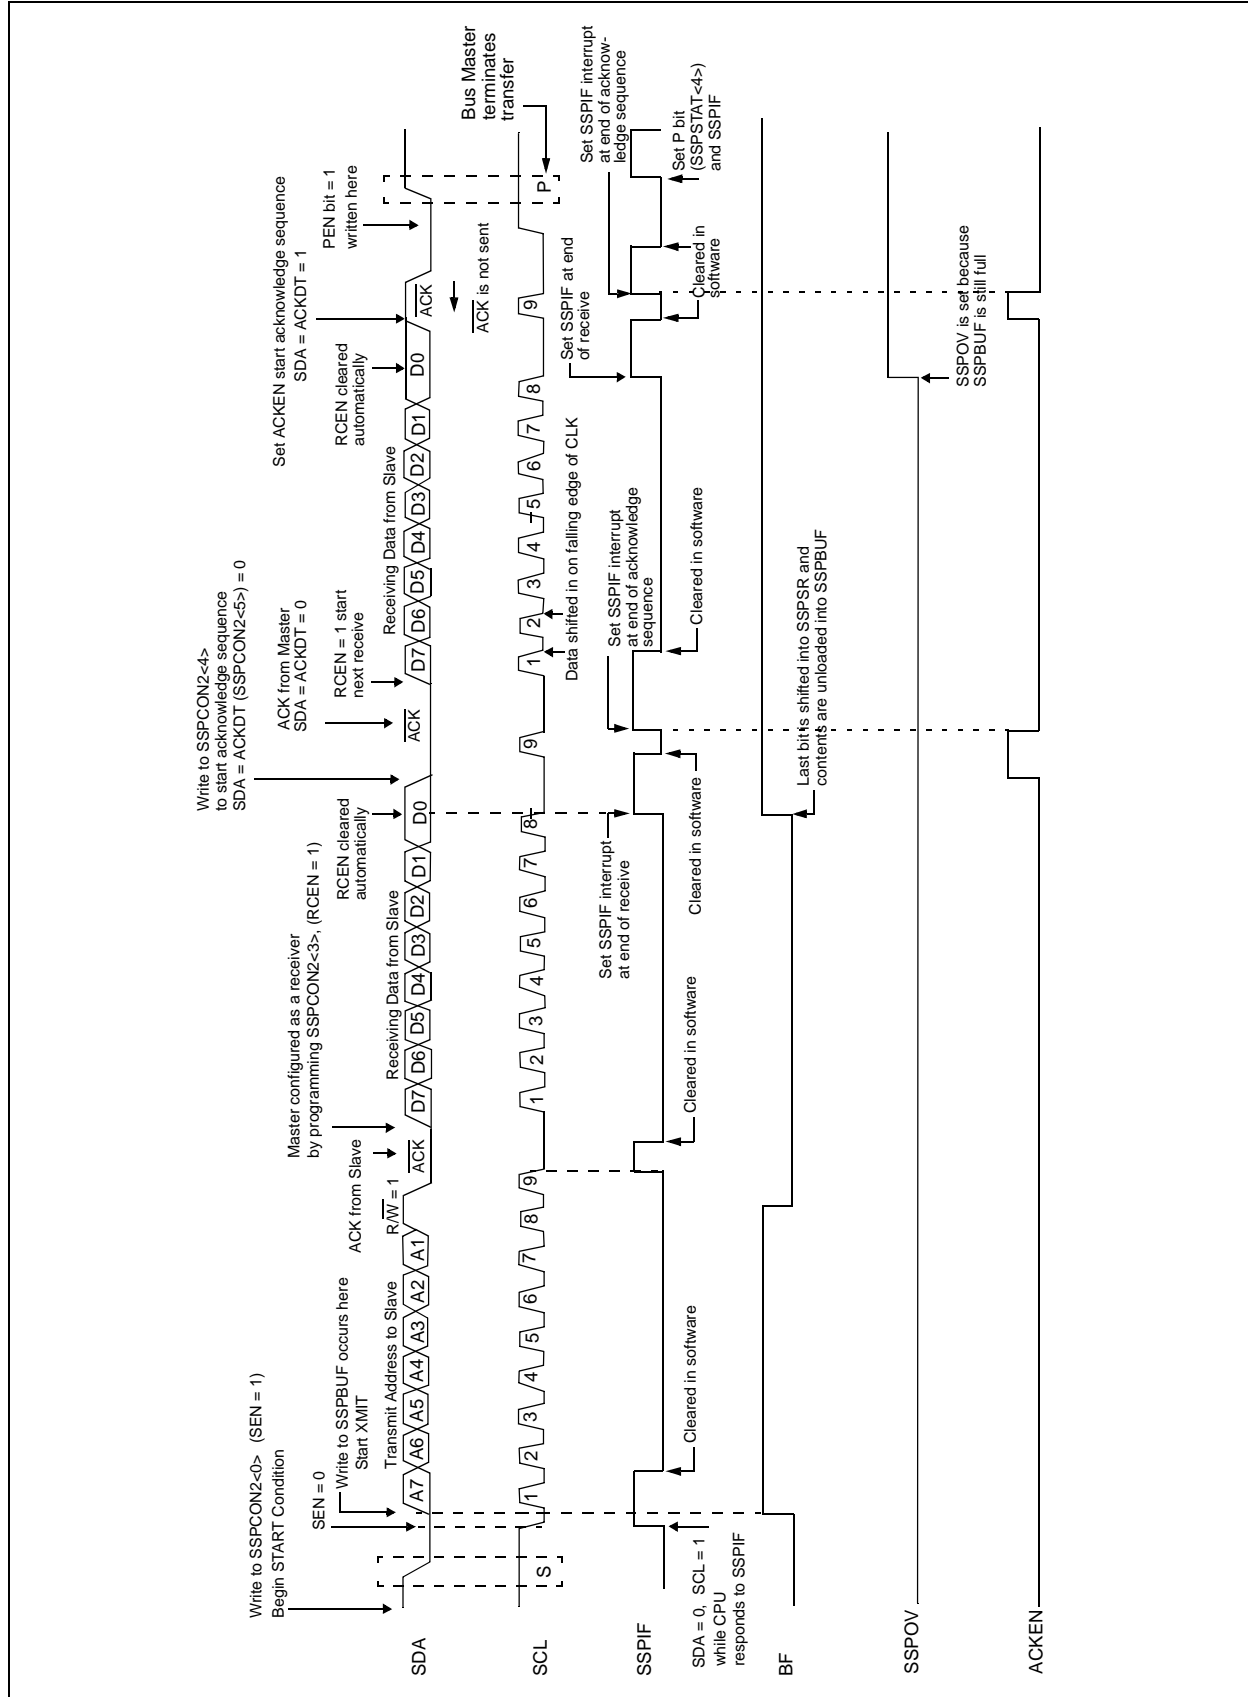 Write to SSPCON2<0> (SEN = 1)
Begin START Condition
SEN = 0
Write to SSPBUF occurs here
Start XMIT
Transmit Address to Slave
ACK from Slave
R/W = 1
Master configured as a receiver
by programming SSPCON2<3>, (RCEN = 1)
Receiving Data from Slave
RCEN cleared
automatically
Write to SSPCON2<4>
to start acknowledge sequence
SDA = ACKDT (SSPCON2<5>) = 0
ACK from Master
SDA = ACKDT = 0
RCEN = 1 start
next receive
Receiving Data from Slave
RCEN cleared
automatically
Set ACKEN start acknowledge sequence
SDA = ACKDT = 1
PEN bit = 1
written here
SDA
A7 A6 A5 A4 A3 A2 A1 ACK D7 D6 D5 D4 D3 D2 D1 D0 ACK D7 D6 D5 D4 D3 D2 D1 D0 ACK
ACK is not sent
Bus Master
terminates
transfer
SCL
S 1 2 3 4 5 6 7 8 9 1 2 3 4 5 6 7 8 9 1 2 3 4 5 6 7 8 9 P
Data shifted in on falling edge of CLK
Set SSPIF interrupt
at end of receive
Set SSPIF interrupt
at end of acknowledge
sequence
Set SSPIF at end
of receive
Set SSPIF interrupt
at end of acknow-
ledge sequence
SSPIF
SDA = 0, SCL = 1
while CPU
responds to SSPIF
Cleared in software
Cleared in software
Cleared in software
Cleared in software
Cleared in
software
Set P bit
(SSPSTAT<4>)
and SSPIF
BF
Last bit is shifted into SSPSR and
contents are unloaded into SSPBUF
SSPOV
SSPOV is set because
SSPBUF is still full
ACKEN